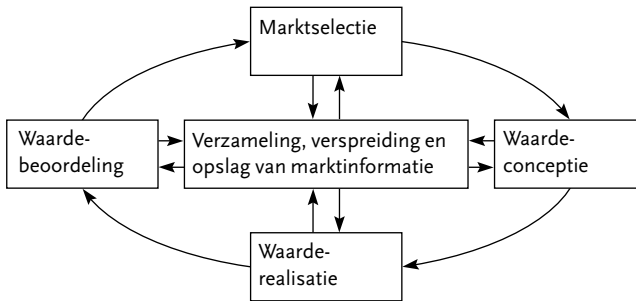 Marktselectie
Waarde-
beoordeling
Verzameling, verspreiding en
opslag van marktinformatie
Waarde-
conceptie
Waarde-
realisatie